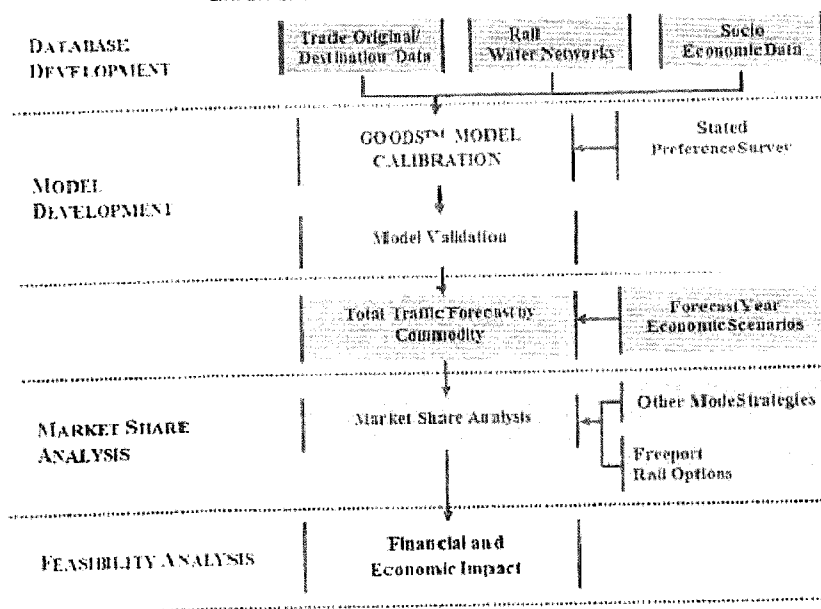 DATABASE
DEVELOPMENT
Trade Original/
Destination Data
Rail
Water Networks
Socio
Economic Data
MODEL
DEVELOPMENT
GOODS™ MODEL
CALIBRATION
Stated
Preference Survey
Model Validation
Total Traffic Forecast by
Commodity
Forecast Year
Economic Scenarios
MARKET SHARE
ANALYSIS
Market Share Analysis
Other Mode Strategies
Freeport
Rail Options
FEASIBILITY ANALYSIS
Financial and
Economic Impact